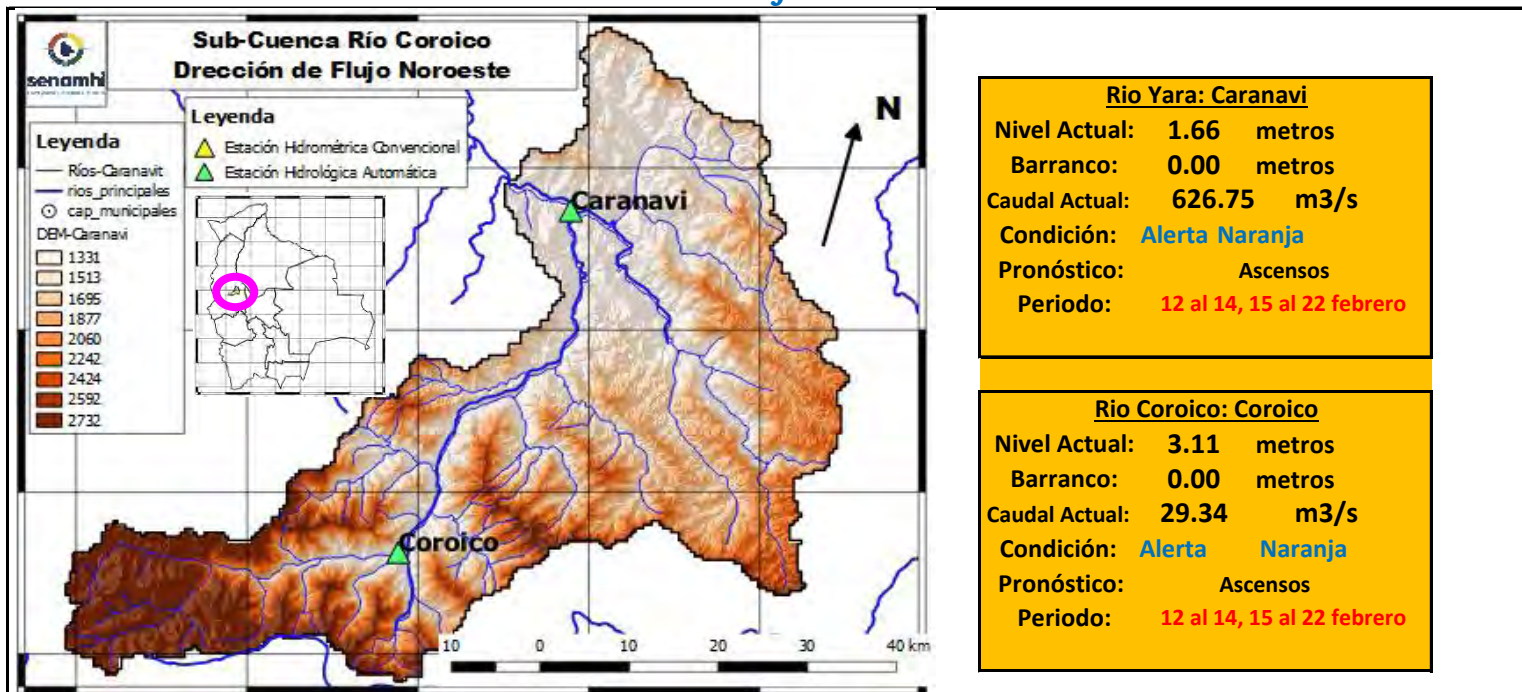 senamhi
Sub-Cuenca Río Coroico
Drección de Flujo Noroeste
Leyenda
Ríos-Caranavit
rios_principales
cap_municipales
DEM-Caranavi
1331
1513
1695
1877
2060
2242
2424
2592
2732
Leyenda
Estación Hidrométrica Convencional
Estación Hidrológica Automática
N
Caranavi
Coroico
10 0 10 20 30 40 km
Rio Yara: Caranavi
Nivel Actual: 1.66 metros
Barranco: 0.00 metros
Caudal Actual: 626.75 m3/s
Condición: Alerta Naranja
Pronóstico: Ascensos
Periodo: 12 al 14, 15 al 22 febrero
Rio Coroico: Coroico
Nivel Actual: 3.11 metros
Barranco: 0.00 metros
Caudal Actual: 29.34 m3/s
Condición: Alerta Naranja
Pronóstico: Ascensos
Periodo: 12 al 14, 15 al 22 febrero